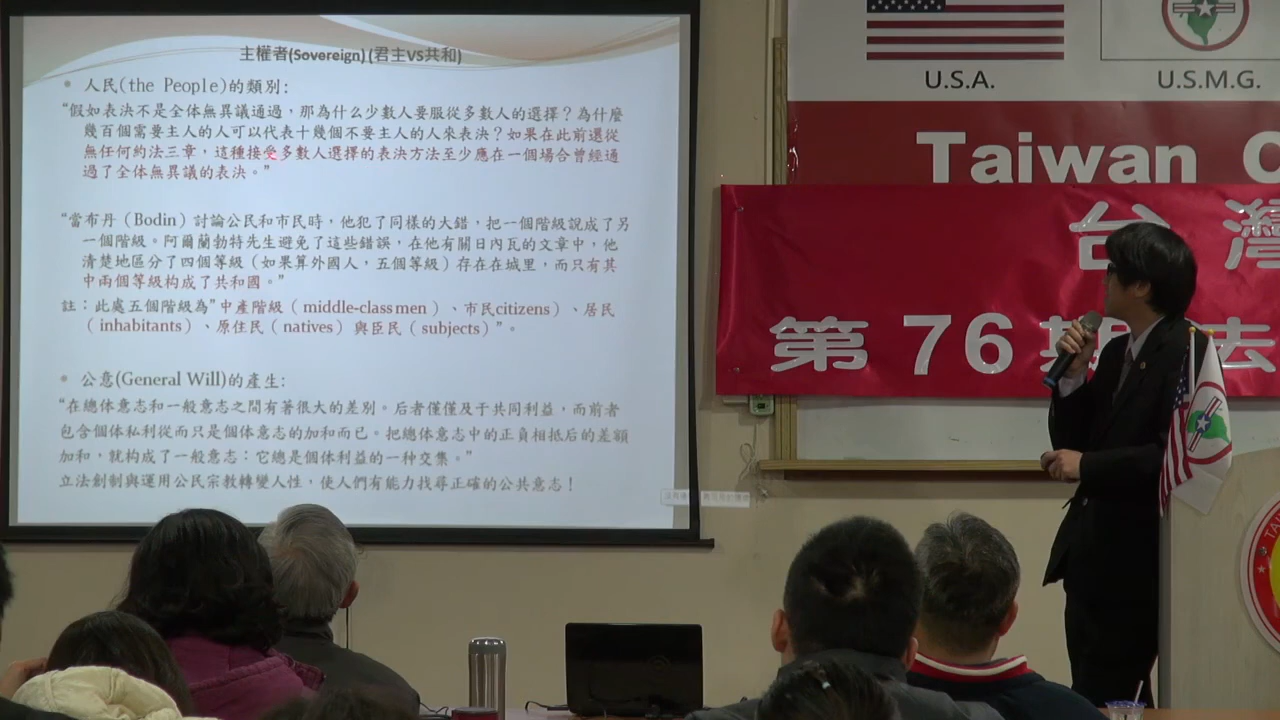 主權者(Sovereign) (君主VS共和)
• 人民(the People)的類別:
“假如表決不是全体無異議通過，那為什么少數人要服從多數人的選擇？為什麼
幾百個需要主人的人可以代表十幾個不要主人的人來表決？如果在此前還從
無任何約法三章，這種接受多數人選擇的表決方法至少應在一個場合曾經通
過了全体無異議的表決。”
“當布丹（Bodin）討論公民和市民時，他犯了同樣的大錯，把一個階級說成了另
一個階級。阿爾蘭勃特先生避免了這些錯誤，在他有關日內瓦的文章中，他
清楚地區分了四個等級（如果算外國人，五個等級）存在在城里，而只有其
中兩個等級构成了共和國。”
註：此處五個階級為”中產階級（middle-class men）、市民citizens）、居民
（inhabitants）、原住民（natives）與臣民（subjects）”。
• 公意(General Will)的產生:
“在總体意志和一般意志之間有著很大的差別。后者僅僅及于共同利益，而前者
包含個体私利從而只是個体意志的加和而已。把總体意志中的正負相抵后的差額
加和，就构成了一般意志：它總是個体利益的一种交集。”
立法創制與運用公民宗教轉變人性，使人們有能力找尋正確的公共意志！
U.S.A.
U.S.M.G.
Taiwan C
台灣
第 76 期 法